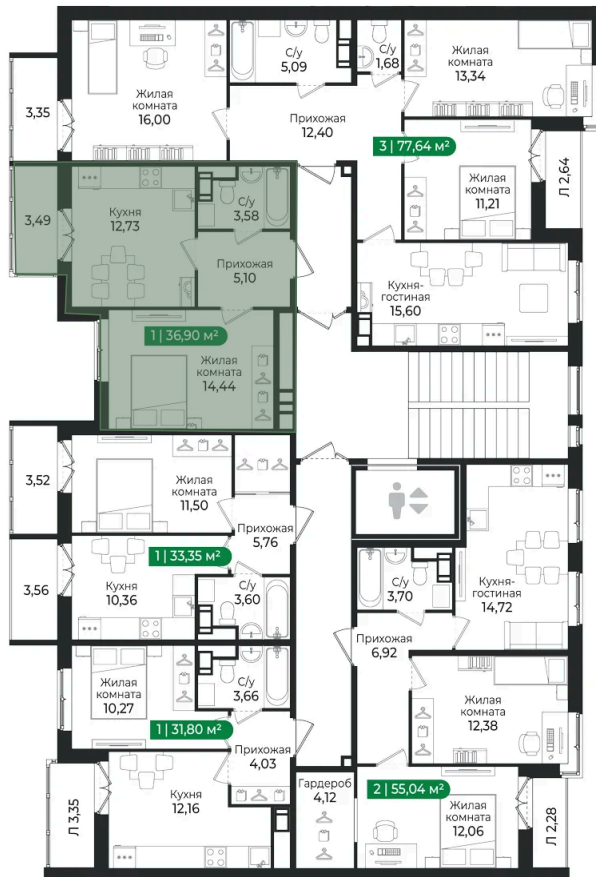 С/у
5,09
С/у
1,68
Жилая
комната
13,34
Жилая
комната
16,00
3,35
Прихожая
12,40
3 | 77,64 м²
Жилая
комната
11,21
Л 2,64
3,49
Кухня
12,73
С/у
3,58
Прихожая
5,10
Кухня-
гостиная
15,60
1 | 36,90 м²
Жилая
комната
14,44
3,52
Жилая
комната
11,50
Прихожая
5,76
1 | 33,35 м²
3,56
Кухня
10,36
С/у
3,60
С/у
3,70
Кухня-
гостиная
14,72
Прихожая
6,92
Жилая
комната
10,27
С/у
3,66
1 | 31,80 м²
Прихожая
4,03
Жилая
комната
12,38
Л 3,35
Кухня
12,16
Гардероб
4,12
2 | 55,04 м²
Жилая
комната
12,06
Л 2,28